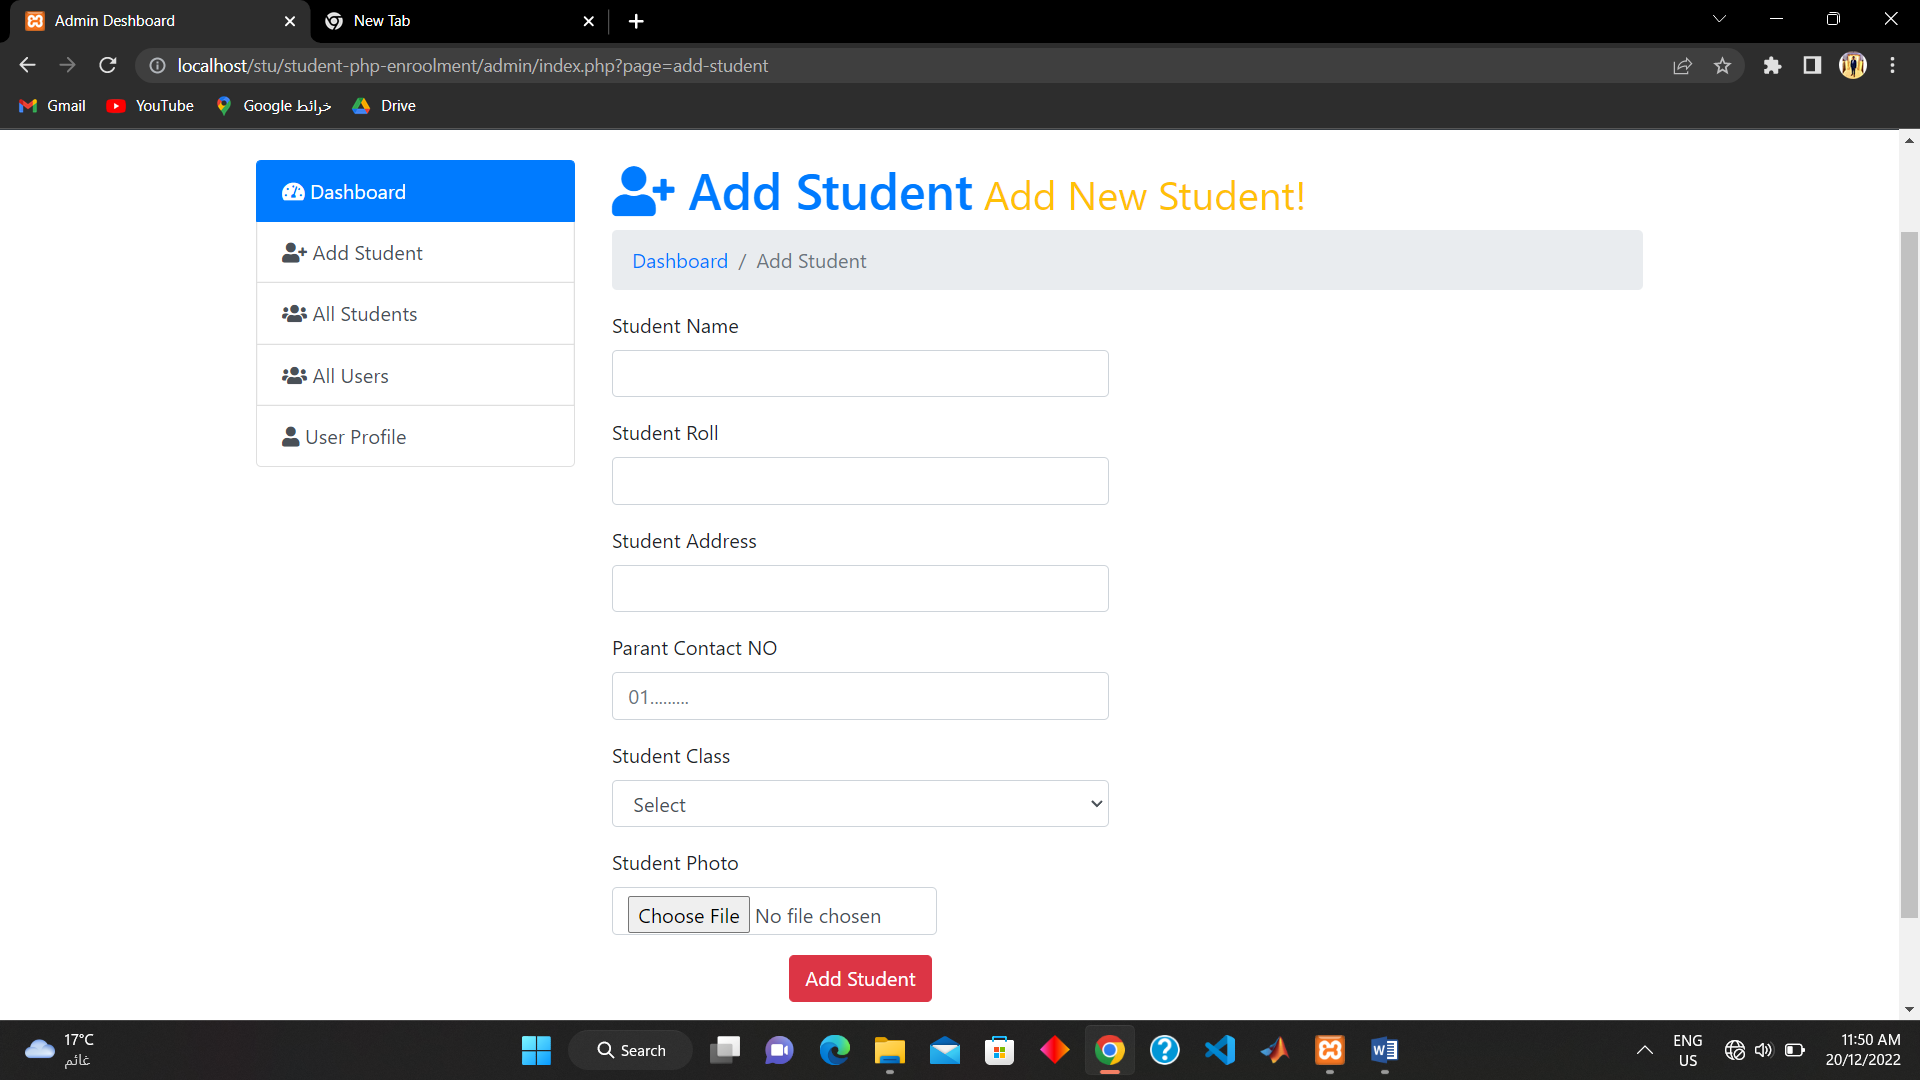 Admin Deshboard
New Tab
localhost/stu/student-php-enroolment/admin/index.php?page=add-student
Gmail
YouTube
Google خرائط
Drive
Dashboard
Add Student
All Students
All Users
User Profile
Add Student Add New Student!
Dashboard / Add Student
Student Name
Student Roll
Student Address
Parant Contact NO
01.........
Student Class
Select
Student Photo
Choose File No file chosen
Add Student
17°C
غائم
Search
ENG
US
11:50 AM
20/12/2022